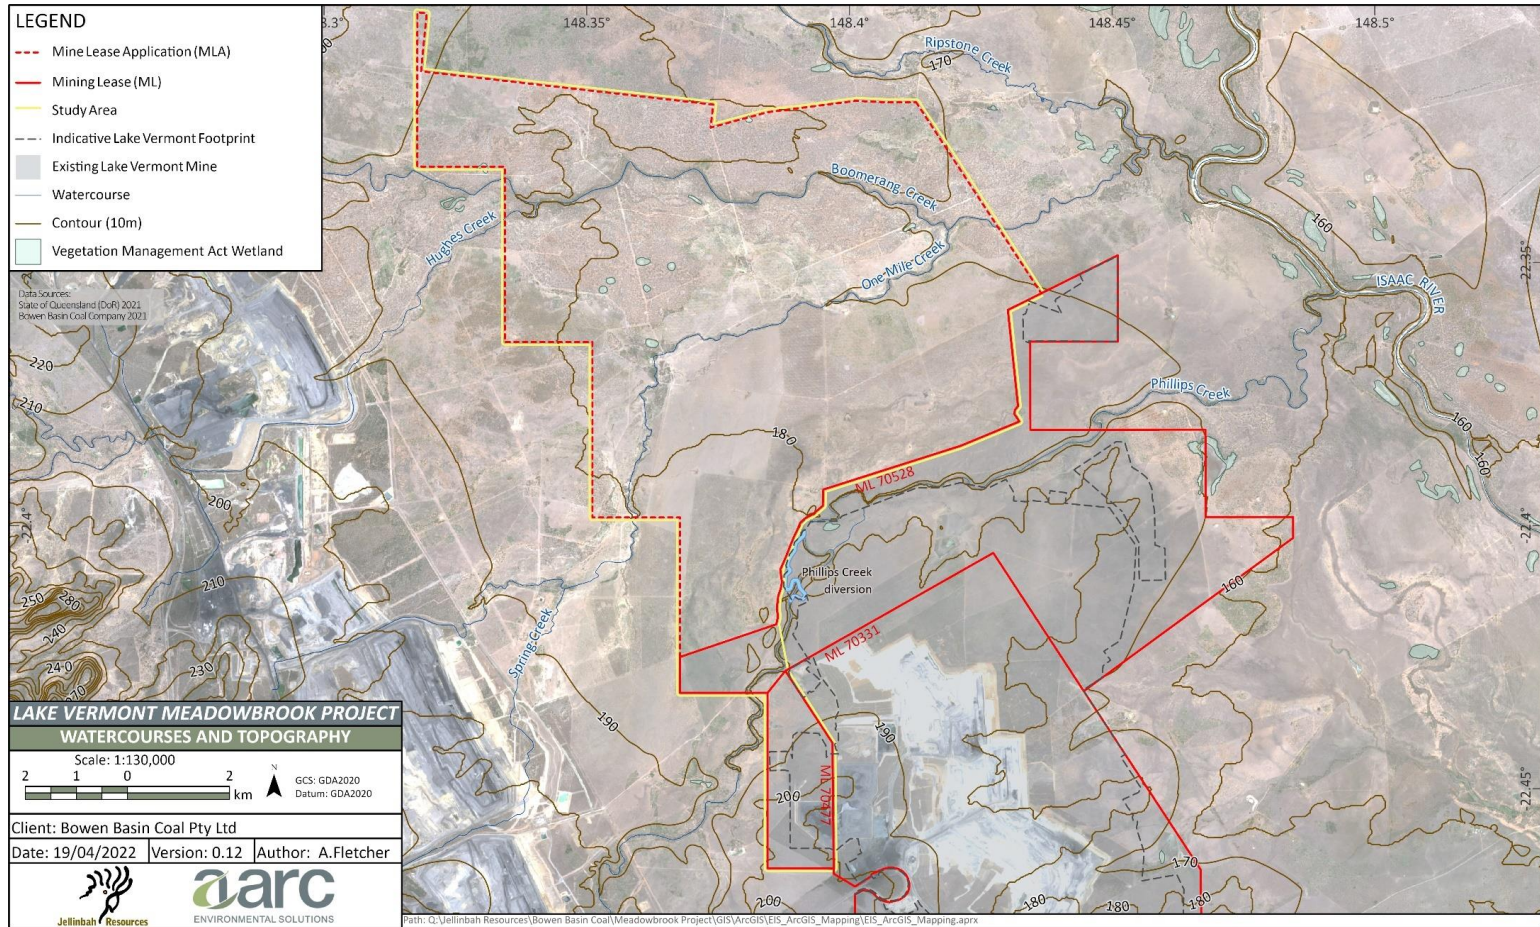 LEGEND
Mine Lease Application (MLA)
Mining Lease (ML)
Study Area
Indicative Lake Vermont Footprint
Existing Lake Vermont Mine
Watercourse
Contour (10m)
Vegetation Management Act Wetland
Data Sources:
State of Queensland (DoR) 2021
Bowen Basin Coal Company 2021
148.35°
148.4°
148.45°
148.5°
Ripstone Creek
170
Boomerang Creek
Hughes Creek
One Mile Creek
160
22.35°
ISAAC RIVER
220
210
Phillips Creek
160
180
160
ML 70528
200
-22.4°
22.4°
Phillips Creek
diversion
210
160
250
280
240
Spring Creek
ML 70331
240
230
270
190
190
ML 70477
200
22.45°
170
200
180
180
180
LAKE VERMONT MEADOWBROOK PROJECT
WATERCOURSES AND TOPOGRAPHY
Scale: 1:130,000
2 1 0 2
km
N
GCS: GDA2020
Datum: GDA2020
Client: Bowen Basin Coal Pty Ltd
Date: 19/04/2022 Version: 0.12 Author: A.Fletcher
Jellinbah Resources
aarc
ENVIRONMENTAL SOLUTIONS
Path: Q:\Jellinbah Resources\Bowen Basin Coal\Meadowbrook Project\GIS\ArcGIS\EIS_ArcGIS_Mapping\EIS_ArcGIS_Mapping.aprx